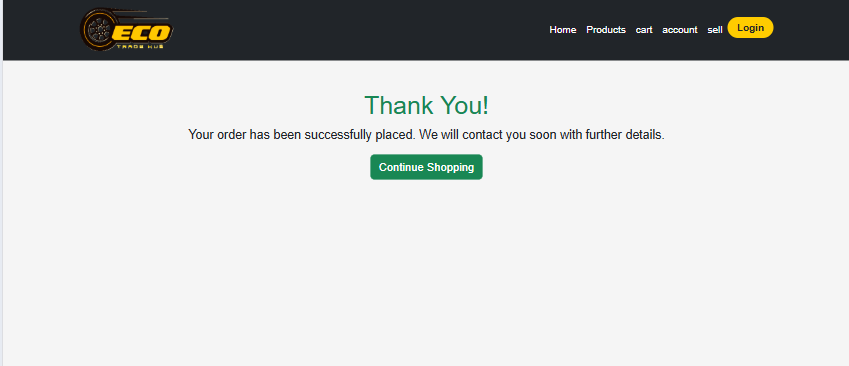 ECO
TRADE HUB
Home Products cart account sell Login
Thank You!
Your order has been successfully placed. We will contact you soon with further details.
Continue Shopping